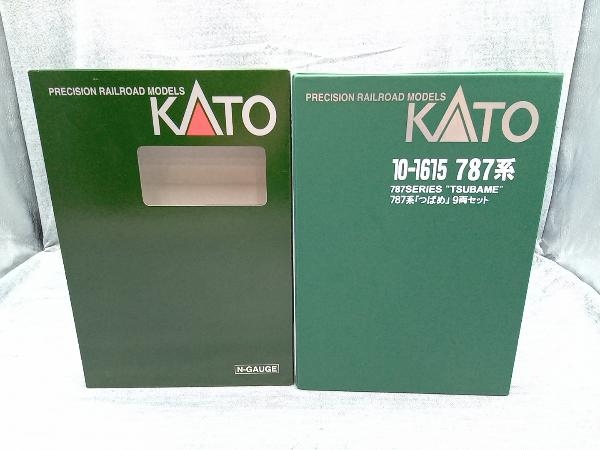 PRECISION RAILROAD MODELS
KATO
N-GAUGE
PRECISION RAILROAD MODELS
KATO
10-1615 787系
787SERIES "TSUBAME"
787系「つばめ」9両セット